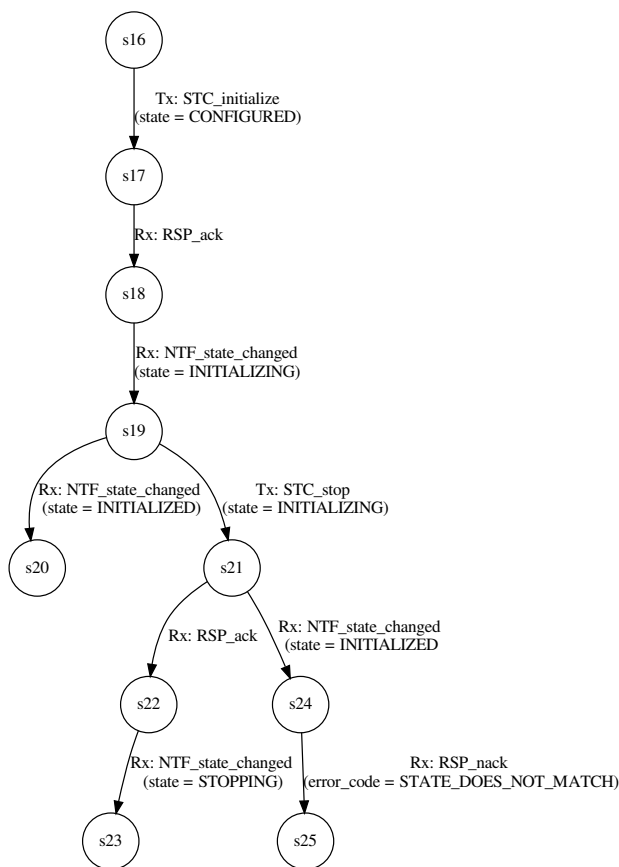 s16
Tx: STC_initialize
(state = CONFIGURED)
s17
Rx: RSP_ack
s18
Rx: NTF_state_changed
(state = INITIALIZING)
s19
Rx: NTF_state_changed
(state = INITIALIZED)
Tx: STC_stop
(state = INITIALIZING)
s20
s21
Rx: RSP_ack
Rx: NTF_state_changed
(state = INITIALIZED
s22
s24
Rx: NTF_state_changed
(state = STOPPING)
Rx: RSP_nack
(error_code = STATE_DOES_NOT_MATCH)
s23
s25